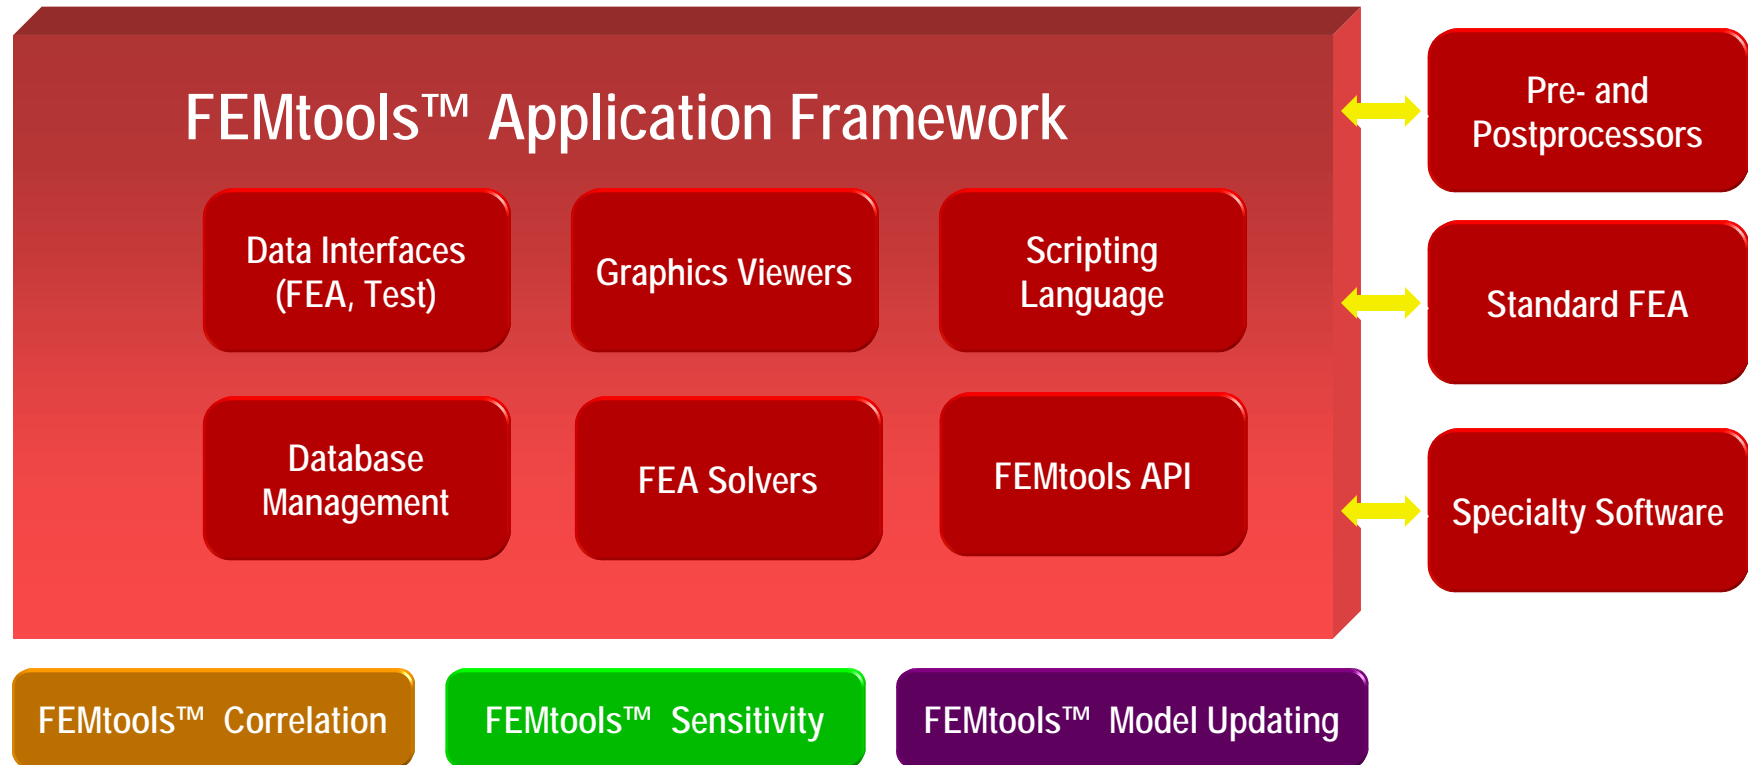 FEMtools™ Application Framework
Pre- and
Postprocessors
Data Interfaces
(FEA, Test)
Graphics Viewers
Scripting
Language
Standard FEA
Database
Management
FEA Solvers
FEMtools API
Specialty Software
FEMtools™ Correlation
FEMtools™ Sensitivity
FEMtools™ Model Updating